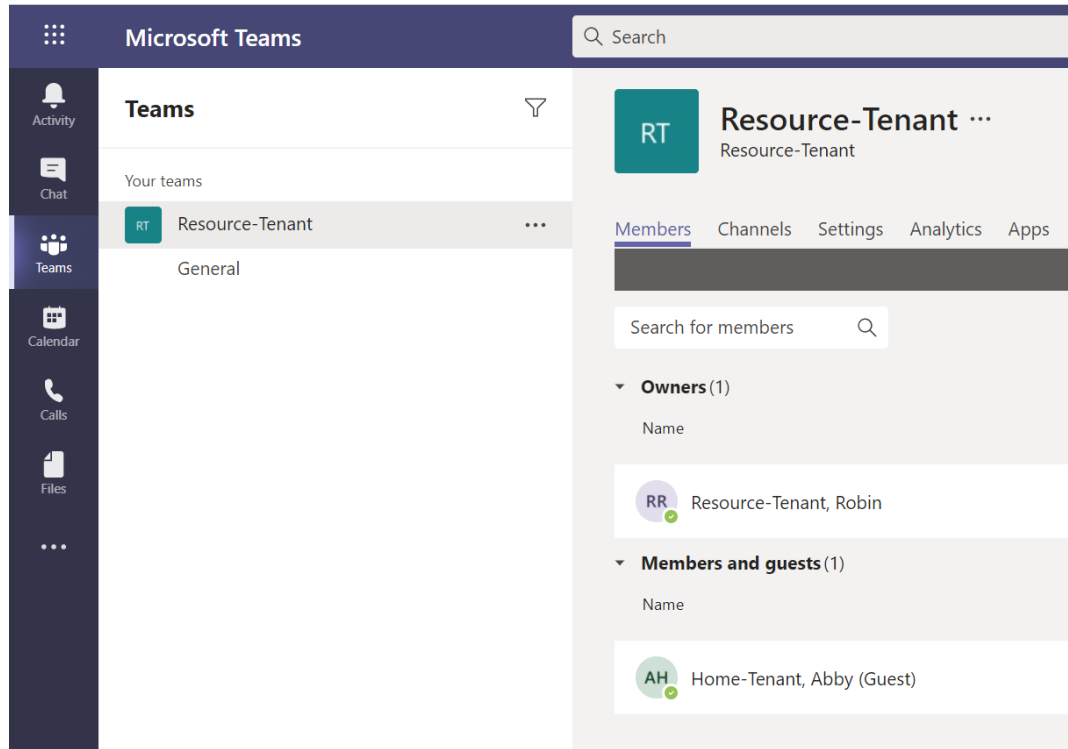 Microsoft Teams
Search
Activity
Chat
Teams
Calendar
Calls
Files
Teams
Your teams
RT Resource-Tenant
General
RT
Resource-Tenant
Resource-Tenant
Members Channels Settings Analytics Apps
Search for members
Owners (1)
Name
RR Resource-Tenant, Robin
Members and guests (1)
Name
AH Home-Tenant, Abby (Guest)